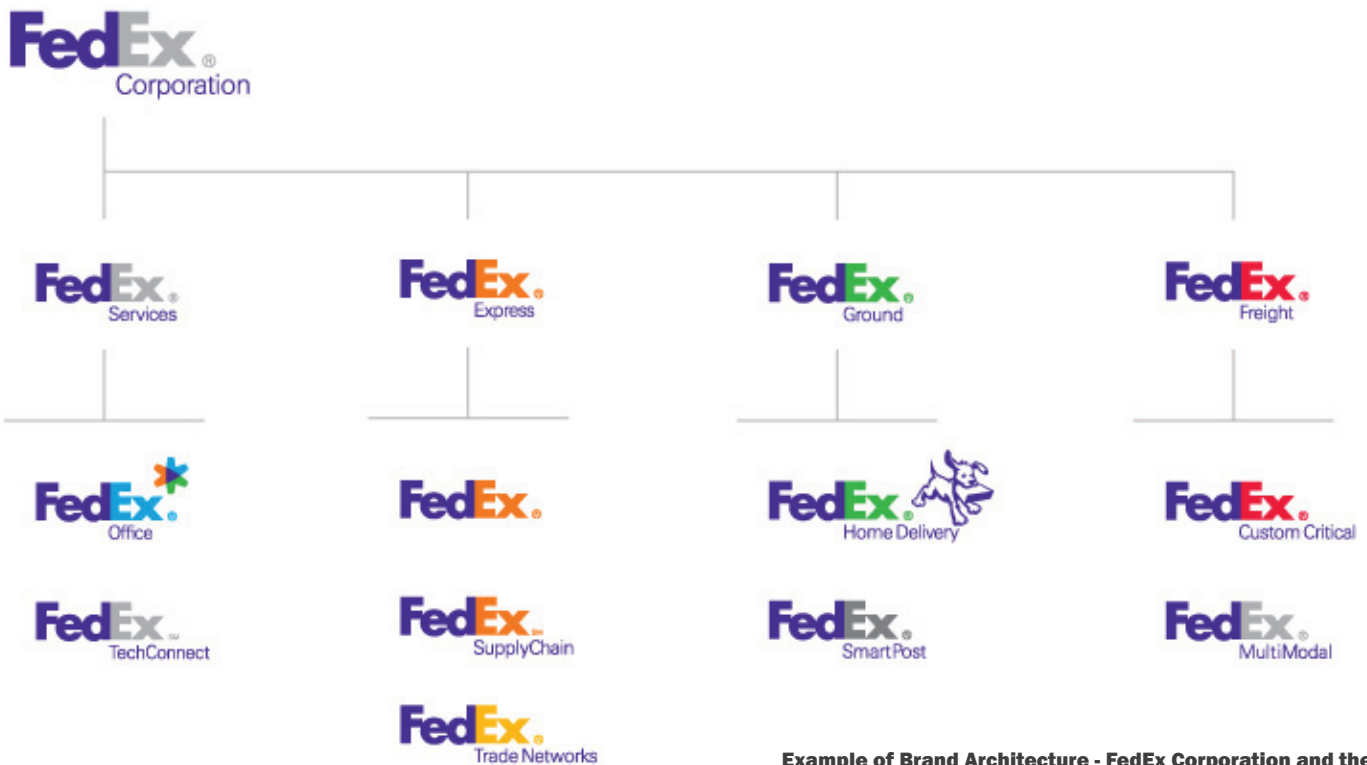 FedEx®
Corporation
FedEx®
Services
FedEx®
Express
FedEx®
Ground
FedEx®
Freight
FedEx®
Office
FedEx®
FedEx®
Home Delivery
FedEx®
Custom Critical
FedEx℠
TechConnect
FedEx℠
SupplyChain
FedEx®
SmartPost
FedEx®
MultiModal
FedEx®
Trade Networks
Example of Brand Architecture - FedEx Corporation and the